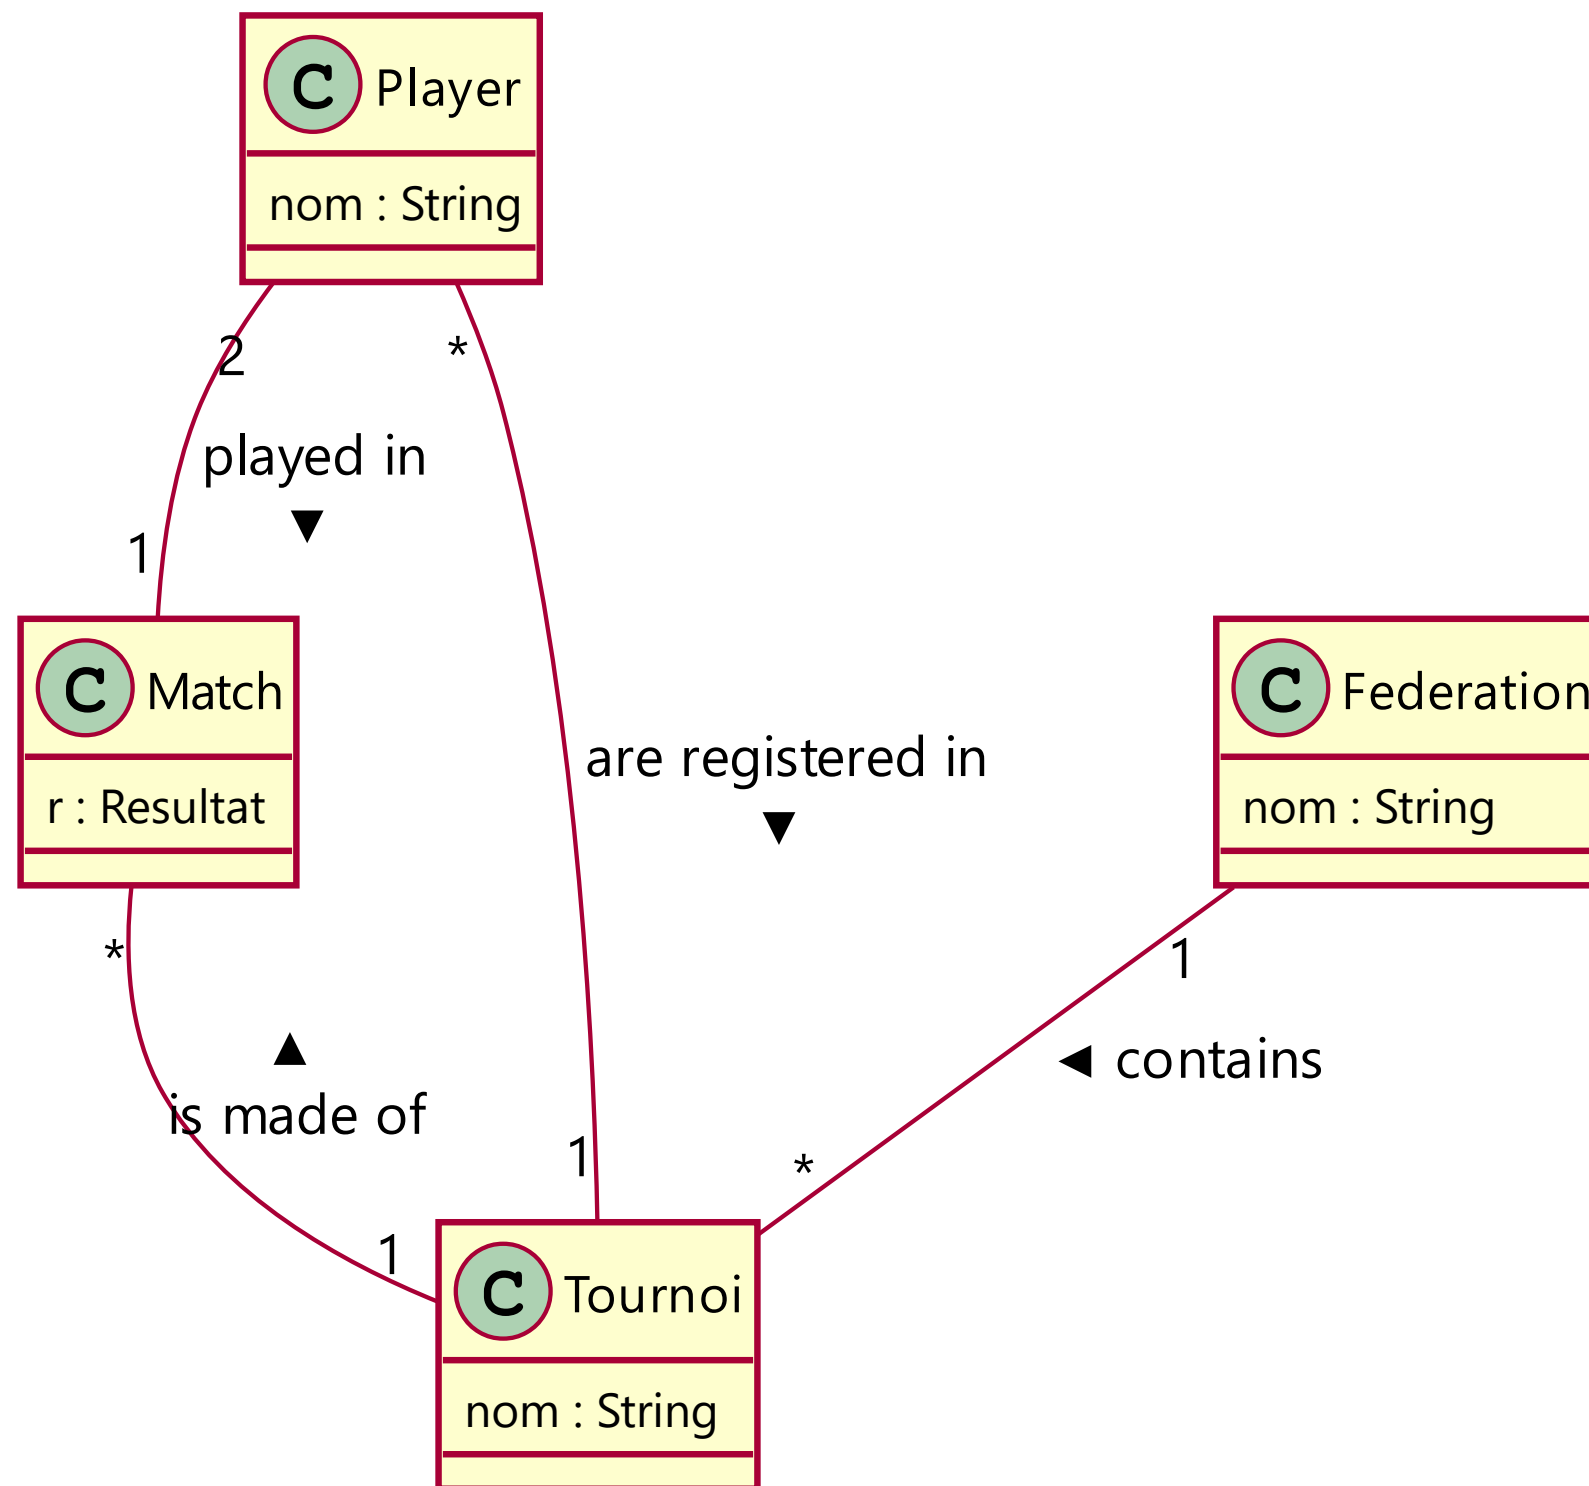 C Player
nom : String
2
*
played in
▼
1
C Match
r : Resultat
C Federation
nom : String
are registered in
▼
*
1
▲
is made of
◄ contains
1
*
1
C Tournoi
nom : String